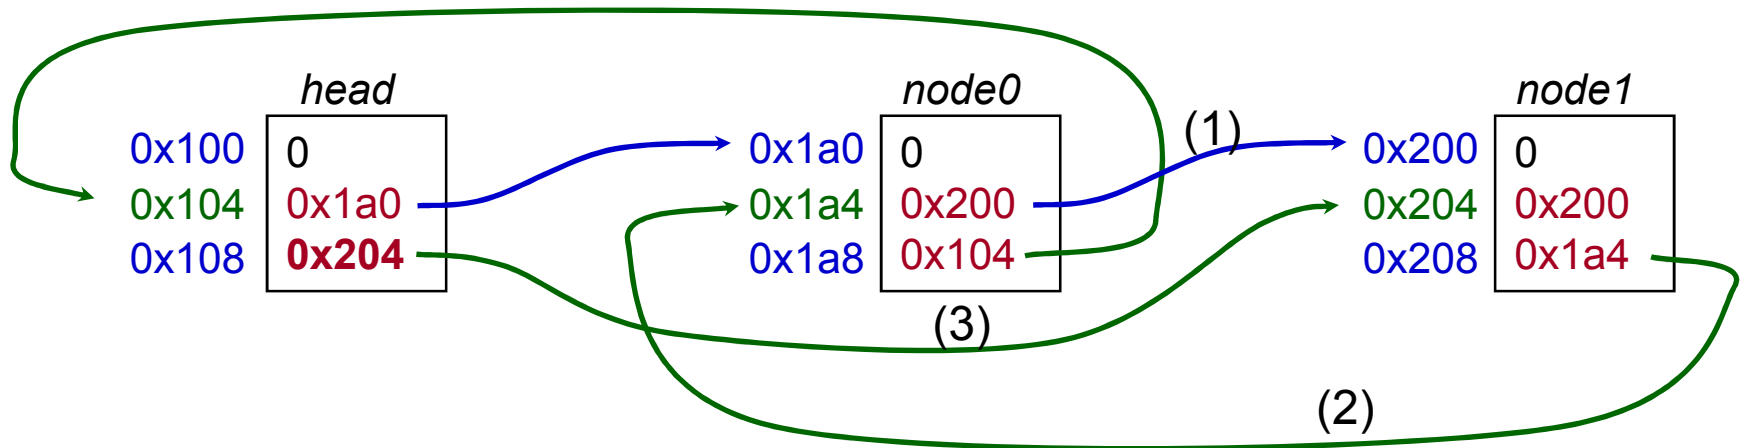 head node0 node1
(1)
0x100 0 0x1a0 0 0x200 0
0x104 0x1a0 0x1a4 0x200 0x204 0x200
0x108 0x204 0x1a8 0x104 0x208 0x1a4
(3)
(2)